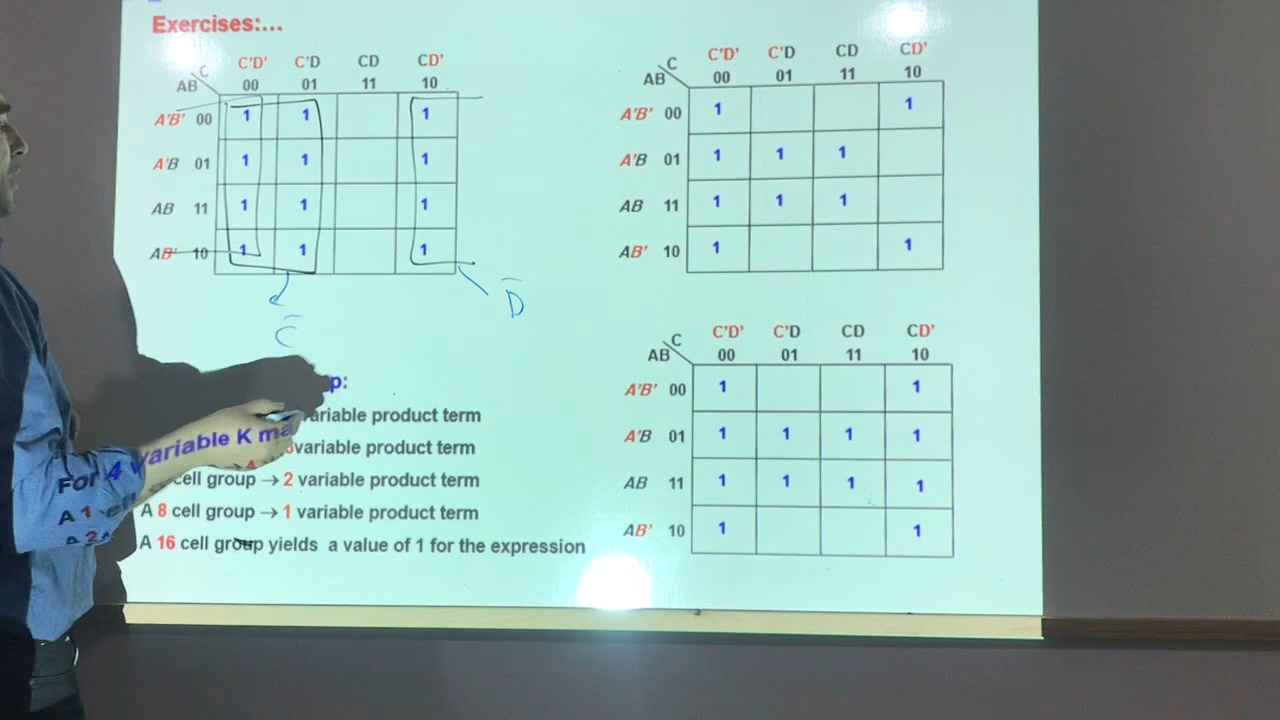 Exercises:...
C'D' C'D CD CD'
C
AB 00 01 11 10
A'B' 00 1 1 1
A'B 01 1 1 1
AB 11 1 1 1
AB' 10 1 1 1
C̅
D̅
C'D' C'D CD CD'
C
AB 00 01 11 10
A'B' 00 1 1
A'B 01 1 1 1
AB 11 1 1 1
AB' 10 1 1
C'D' C'D CD CD'
C
AB 00 01 11 10
A'B' 00 1 1
A'B 01 1 1 1 1
AB 11 1 1 1 1
AB' 10 1 1
For 4 variable K ma p:
A 1 variable product term
A 2 variable product term
cell group → 2 variable product term
A 8 cell group → 1 variable product term
A 16 cell group yields a value of 1 for the expression